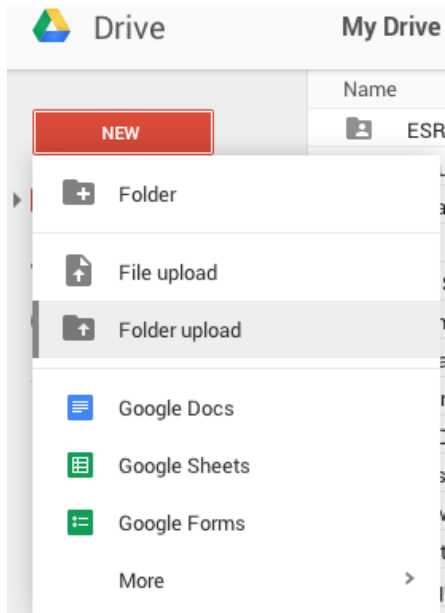 Drive
My Drive
Name
NEW
ESR
Folder
File upload
Folder upload
Google Docs
Google Sheets
Google Forms
More